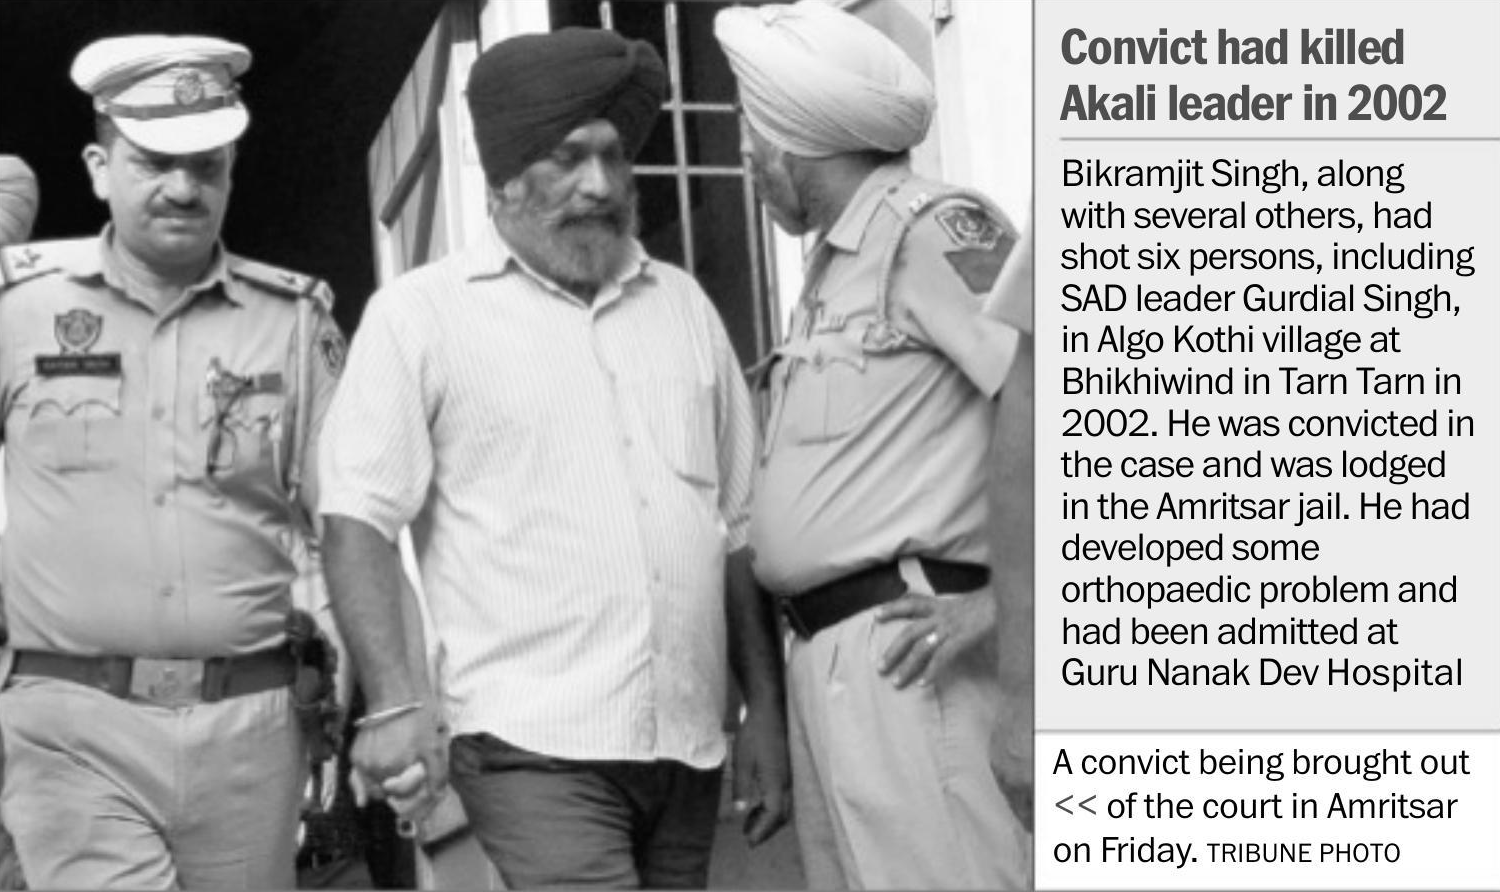 Convict had killed
Akali leader in 2002
Bikramjit Singh, along
with several others, had
shot six persons, including
SAD leader Gurdial Singh,
in Algo Kothi village at
Bhikhiwind in Tarn Tarn in
2002. He was convicted in
the case and was lodged
in the Amritsar jail. He had
developed some
orthopaedic problem and
had been admitted at
Guru Nanak Dev Hospital
A convict being brought out
<< of the court in Amritsar
on Friday. TRIBUNE PHOTO